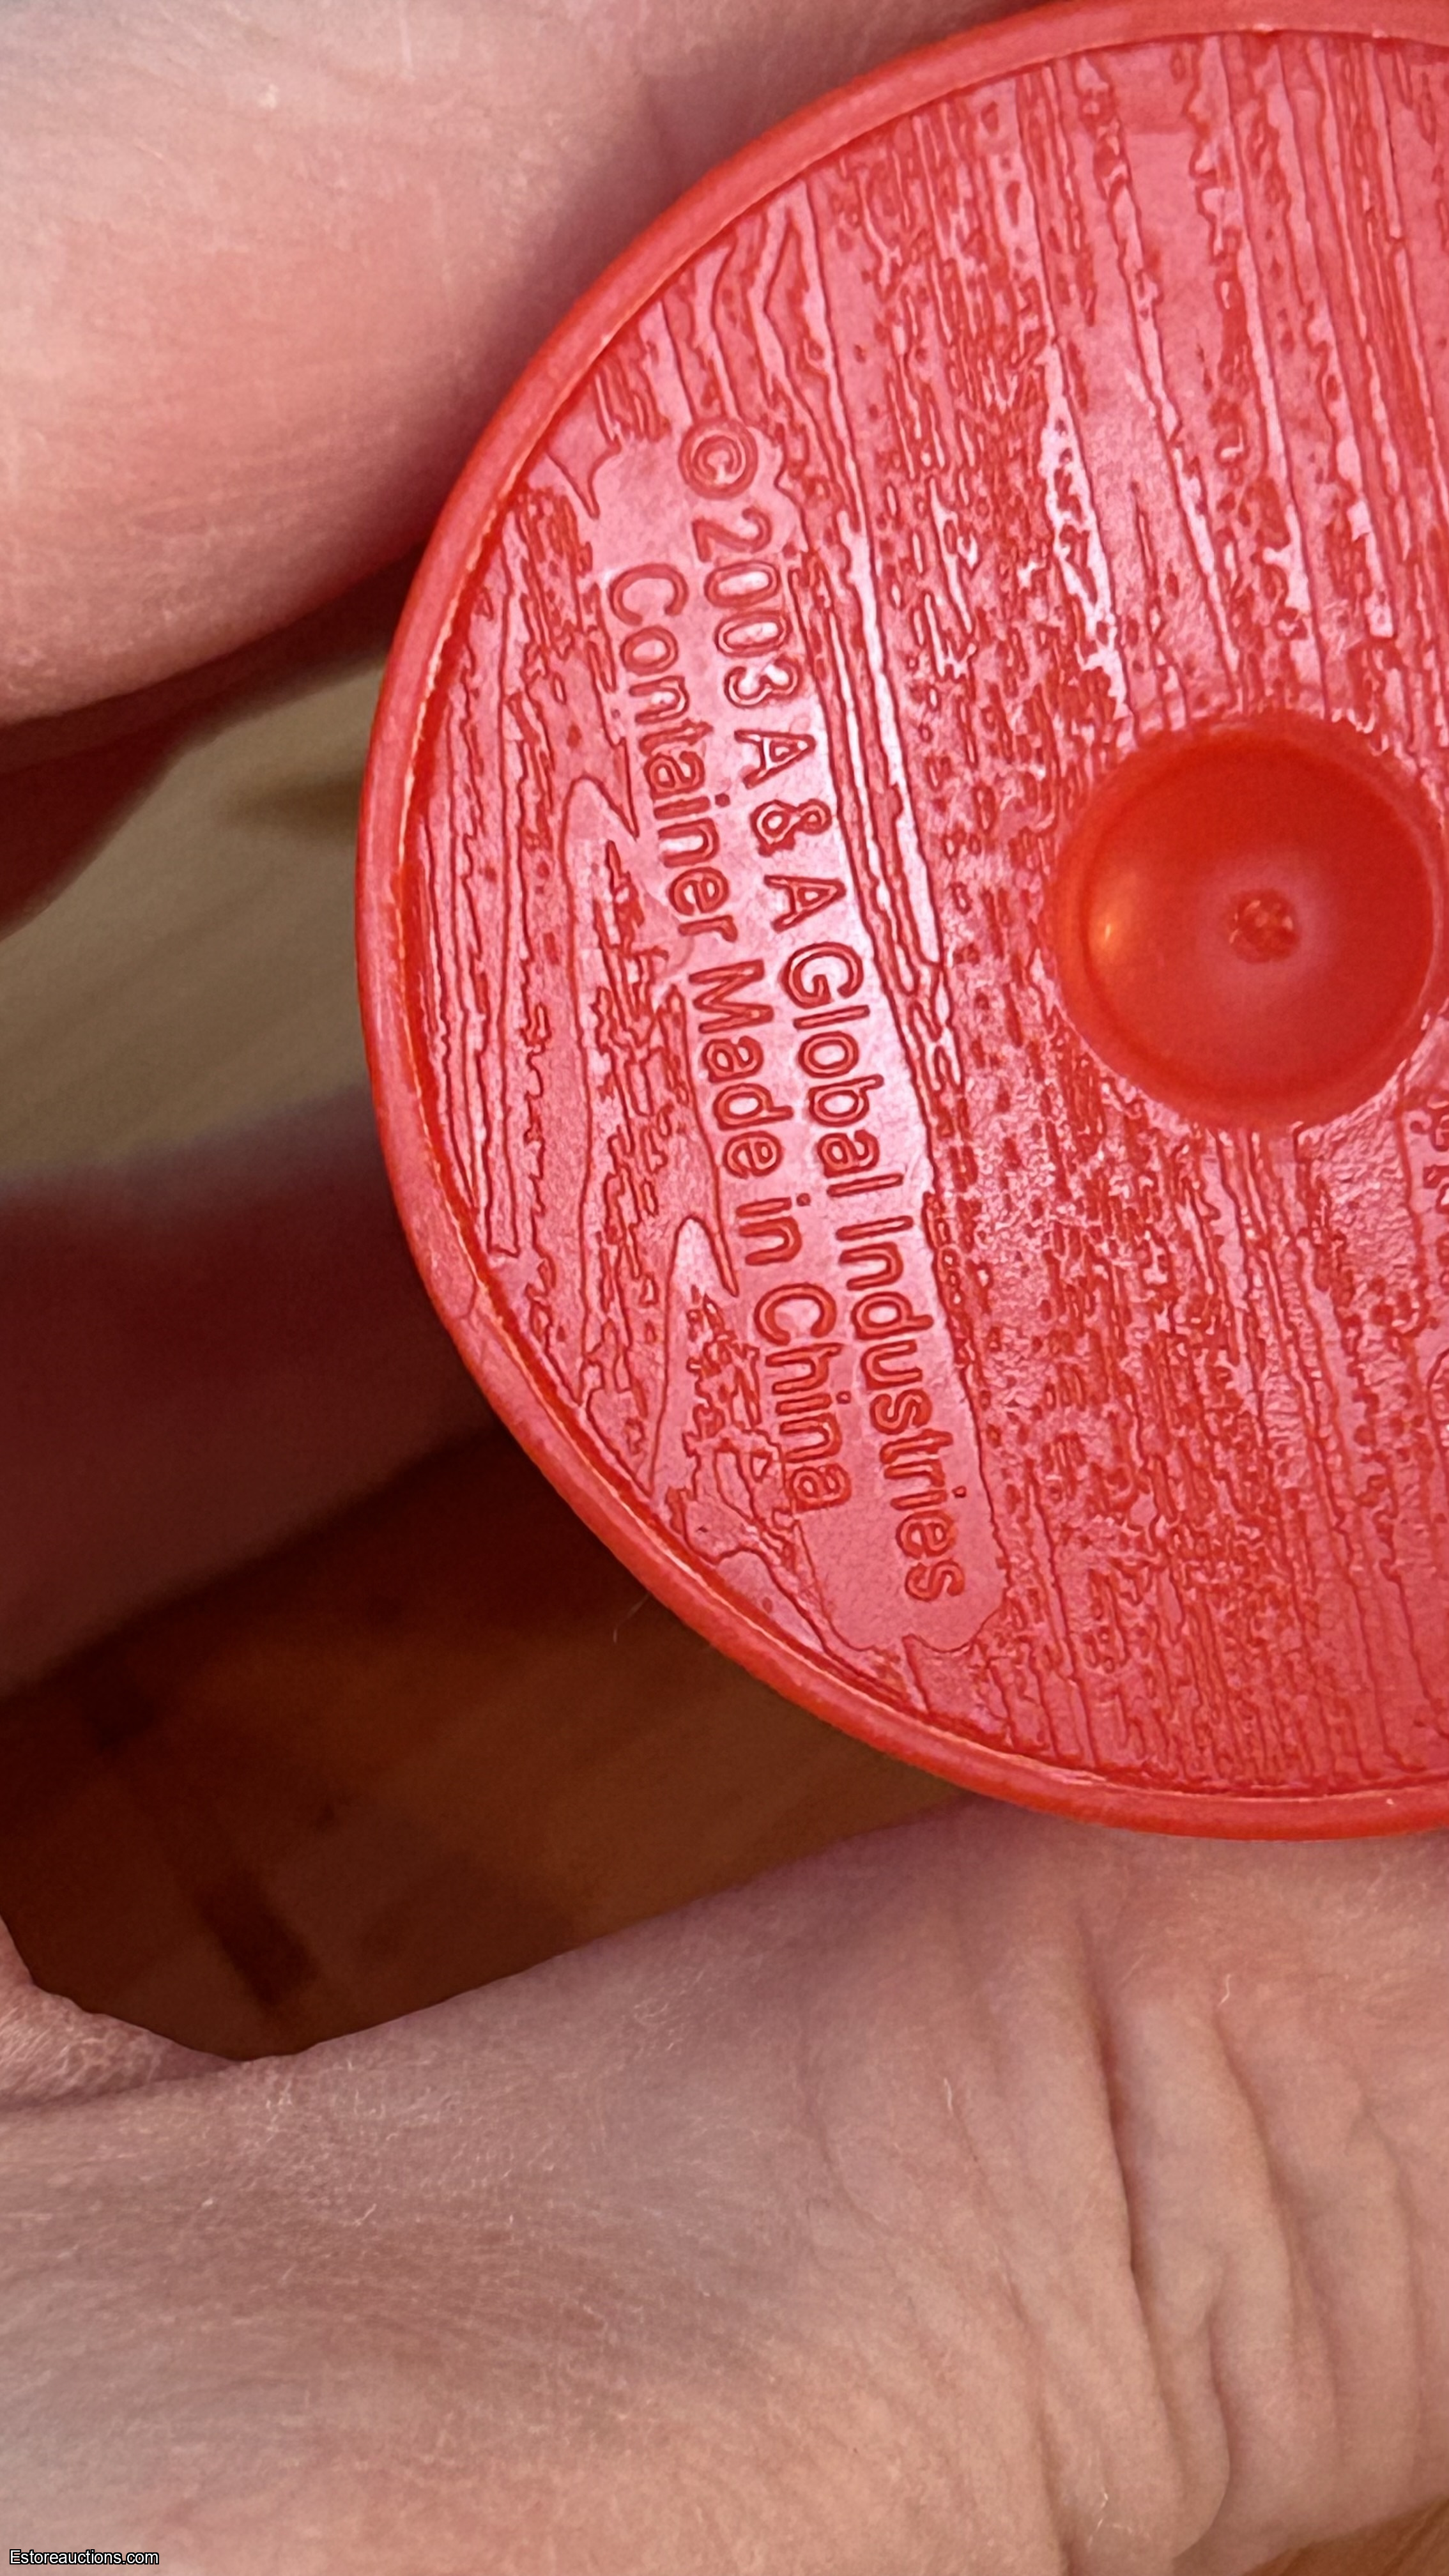 ©2003 A & A Global Industries
Container Made in China
Estoreauctions.com